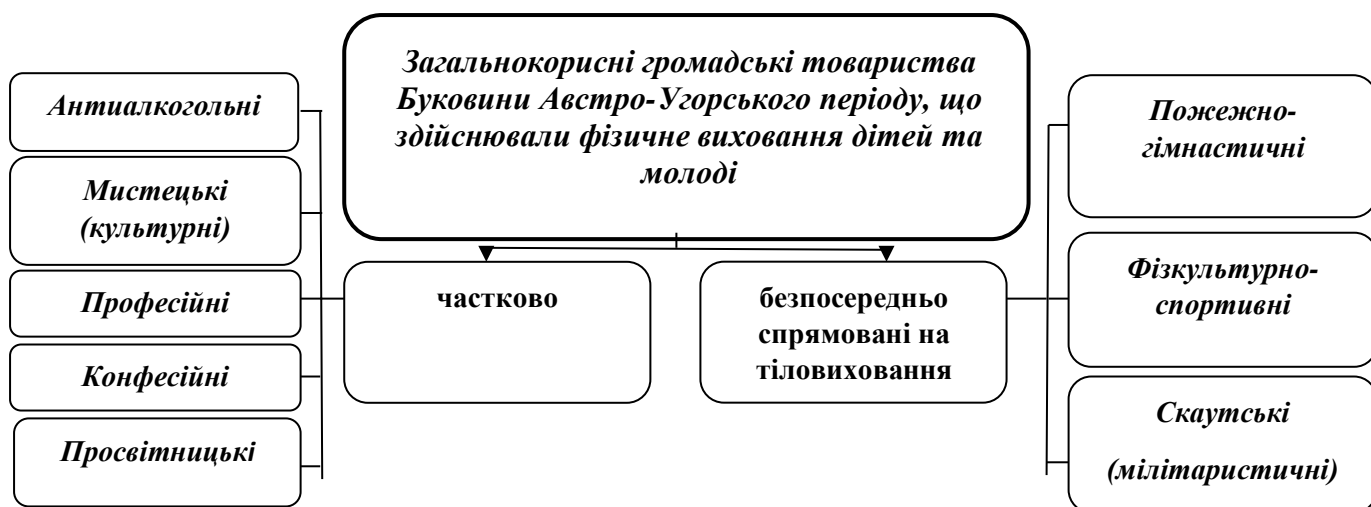 Загальнокорисні громадські товариства
Буковини Австро-Угорського періоду, що
здійснювали фізичне виховання дітей та
молоді
Антиалкогольні
Мистецькі
(культурні)
Професійні
Конфесійні
Просвітницькі
частково
безпосередньо
спрямовані на
тіловиховання
Пожежно-
гімнастичні
Фізкультурно-
спортивні
Скаутські
(мілітаристичні)